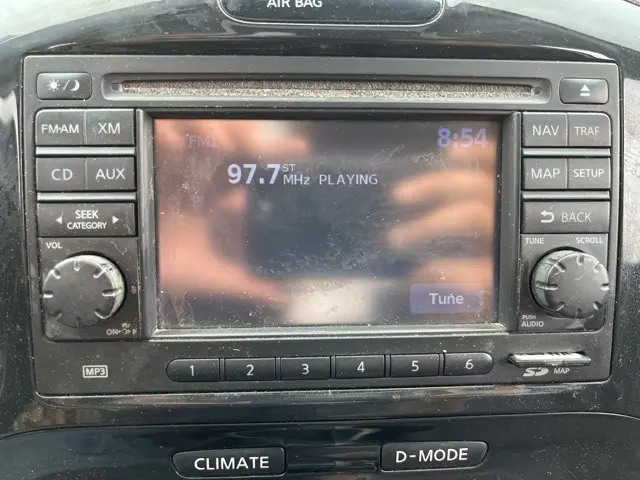 AIR BAG
FM·AM XM
CD AUX
SEEK
CATEGORY
VOL
ON·OFF
MP3
FM1
8:54
97.7 ST
MHz PLAYING
Tune
NAV TRAF
MAP SETUP
BACK
TUNE SCROLL
PUSH
AUDIO
1 2 3 4 5 6
SD MAP
CLIMATE
D-MODE